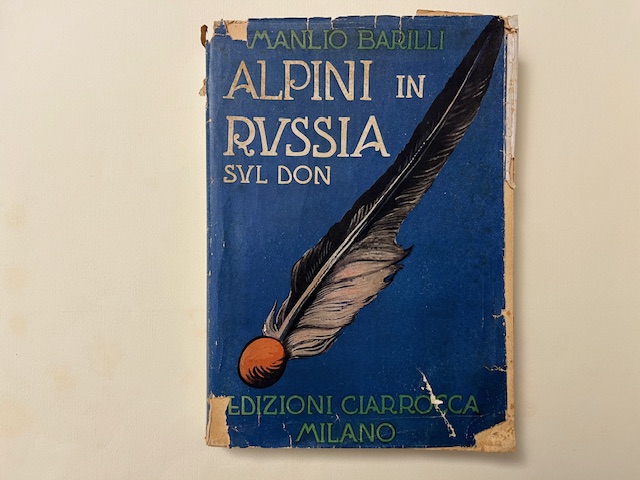 MANLIO BARILLI
ALPINI IN
RVSSIA
SVL DON
EDIZIONI CIARROCCA
MILANO